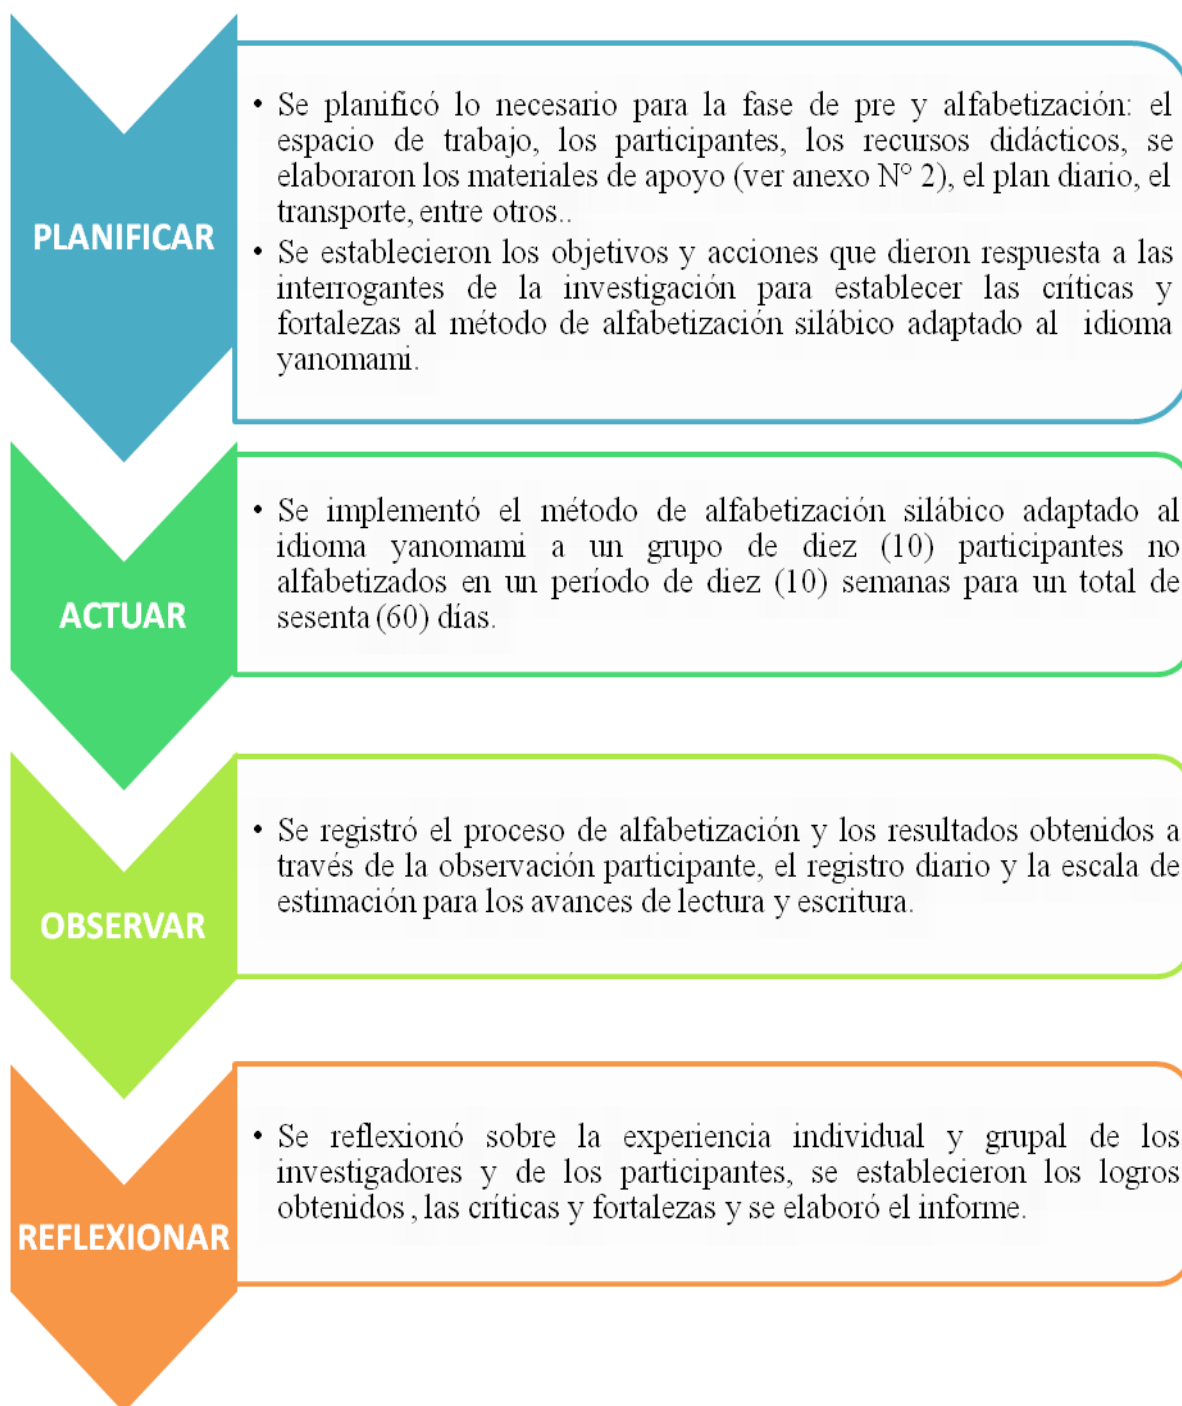 PLANIFICAR
• Se planificó lo necesario para la fase de pre y alfabetización: el
espacio de trabajo, los participantes, los recursos didácticos, se
elaboraron los materiales de apoyo (ver anexo N° 2), el plan diario, el
transporte, entre otros..
• Se establecieron los objetivos y acciones que dieron respuesta a las
interrogantes de la investigación para establecer las críticas y
fortalezas al método de alfabetización silábico adaptado al idioma
yanomami.
ACTUAR
• Se implementó el método de alfabetización silábico adaptado al
idioma yanomami a un grupo de diez (10) participantes no
alfabetizados en un período de diez (10) semanas para un total de
sesenta (60) días.
OBSERVAR
• Se registró el proceso de alfabetización y los resultados obtenidos a
través de la observación participante, el registro diario y la escala de
estimación para los avances de lectura y escritura.
REFLEXIONAR
• Se reflexionó sobre la experiencia individual y grupal de los
investigadores y de los participantes, se establecieron los logros
obtenidos , las críticas y fortalezas y se elaboró el informe.